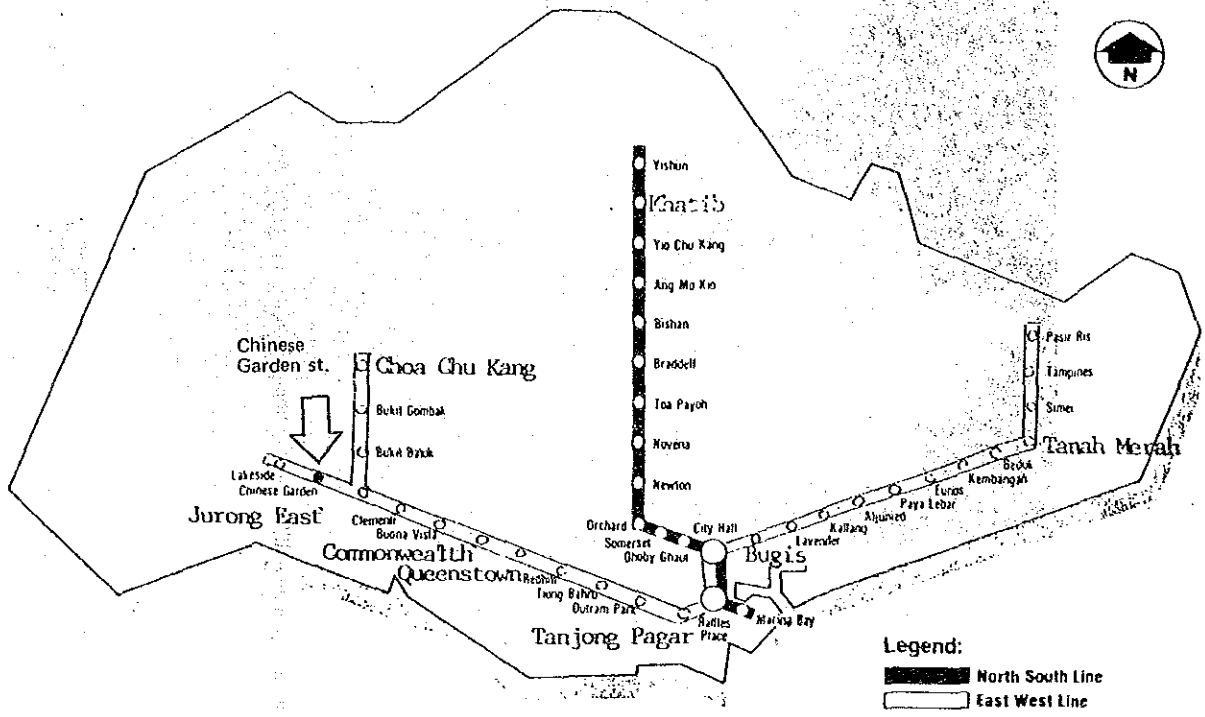 N
Yishun
Khatib
Yio Chu Kang
Ang Mo Kio
Bishan
Braddell
Toa Payoh
Novena
Newton
Orchard
Somerset
Dhoby Ghaut
City Hall
Chinese
Garden st.
Choa Chu Kang
Bukit Gombak
Bukit Batok
Lakeside
Chinese Garden
Jurong East
Clementi
Buona Vista
Commonwealth
Queenstown
Redhill
Tiong Bahru
Outram Park
Tanjong Pagar
Raffles
Place
Marina Bay
Bugis
Lavender
Kallang
Aljunied
Paya Lebar
Eunos
Kembangan
Bedok
Tanah Merah
Simei
Tampines
Pasir Ris
Legend:
North South Line
East West Line